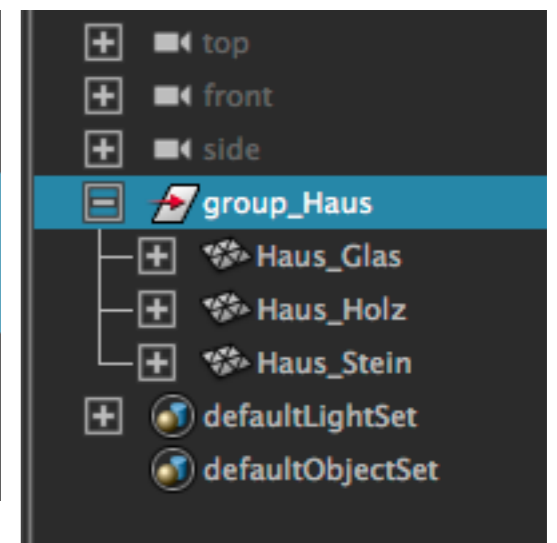 top
front
side
group_Haus
Haus_Glas
Haus_Holz
Haus_Stein
defaultLightSet
defaultObjectSet